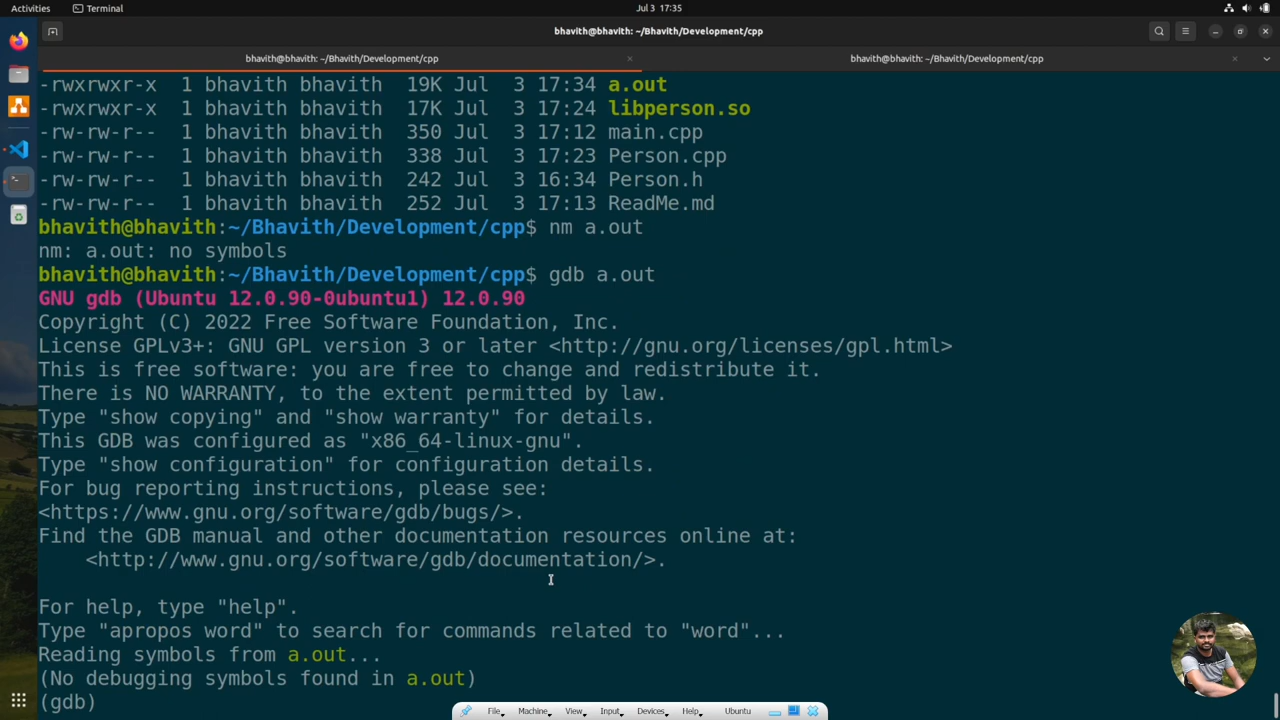 Activities
Terminal
Jul 3 17:35
bhavith@bhavith: ~/Bhavith/Development/cpp
bhavith@bhavith: ~/Bhavith/Development/cpp
bhavith@bhavith: ~/Bhavith/Development/cpp
-rwxrwxr-x 1 bhavith bhavith 19K Jul 3 17:34 a.out
-rwxrwxr-x 1 bhavith bhavith 17K Jul 3 17:24 libperson.so
-rw-rw-r-- 1 bhavith bhavith 350 Jul 3 17:12 main.cpp
-rw-rw-r-- 1 bhavith bhavith 338 Jul 3 17:23 Person.cpp
-rw-rw-r-- 1 bhavith bhavith 242 Jul 3 16:34 Person.h
-rw-rw-r-- 1 bhavith bhavith 252 Jul 3 17:13 ReadMe.md
bhavith@bhavith:~/Bhavith/Development/cpp$ nm a.out
nm: a.out: no symbols
bhavith@bhavith:~/Bhavith/Development/cpp$ gdb a.out
GNU gdb (Ubuntu 12.0.90-0ubuntu1) 12.0.90
Copyright (C) 2022 Free Software Foundation, Inc.
License GPLv3+: GNU GPL version 3 or later <http://gnu.org/licenses/gpl.html>
This is free software: you are free to change and redistribute it.
There is NO WARRANTY, to the extent permitted by law.
Type "show copying" and "show warranty" for details.
This GDB was configured as "x86_64-linux-gnu".
Type "show configuration" for configuration details.
For bug reporting instructions, please see:
<https://www.gnu.org/software/gdb/bugs/>.
Find the GDB manual and other documentation resources online at:
<http://www.gnu.org/software/gdb/documentation/>.
For help, type "help".
Type "apropos word" to search for commands related to "word"...
Reading symbols from a.out...
(No debugging symbols found in a.out)
(gdb)
File Machine View Input Devices Help Ubuntu